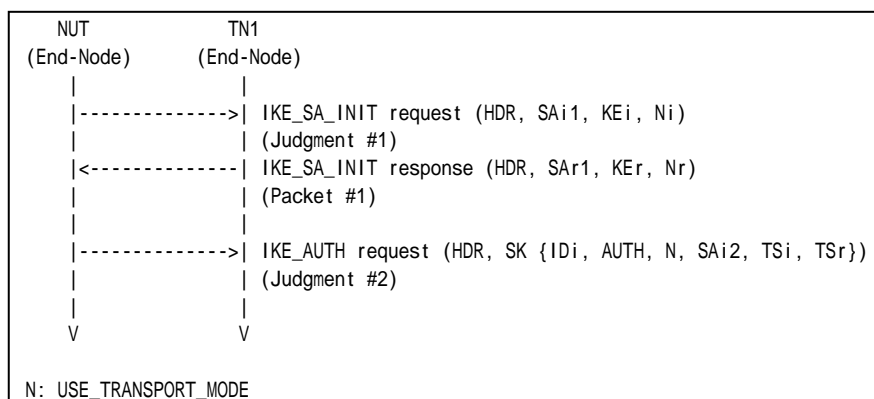 NUT TN1
(End-Node) (End-Node)
| |
|-------------->| IKE_SA_INIT request (HDR, SAi1, KEi, Ni)
| | (Judgment #1)
|<--------------| IKE_SA_INIT response (HDR, SAr1, KEr, Nr)
| | (Packet #1)
| |
|-------------->| IKE_AUTH request (HDR, SK {IDi, AUTH, N, SAi2, TSi, TSr})
| | (Judgment #2)
| |
V V
N: USE_TRANSPORT_MODE